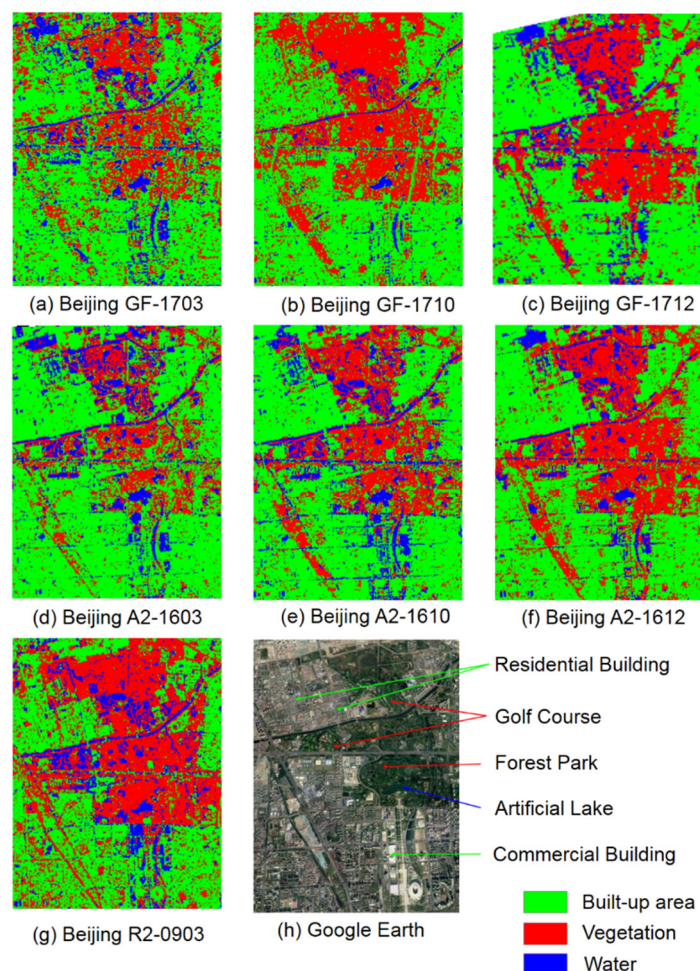 (a) Beijing GF-1703
(b) Beijing GF-1710
(c) Beijing GF-1712
(d) Beijing A2-1603
(e) Beijing A2-1610
(f) Beijing A2-1612
(g) Beijing R2-0903
(h) Google Earth
Residential Building
Golf Course
Forest Park
Artificial Lake
Commercial Building
Built-up area
Vegetation
Water